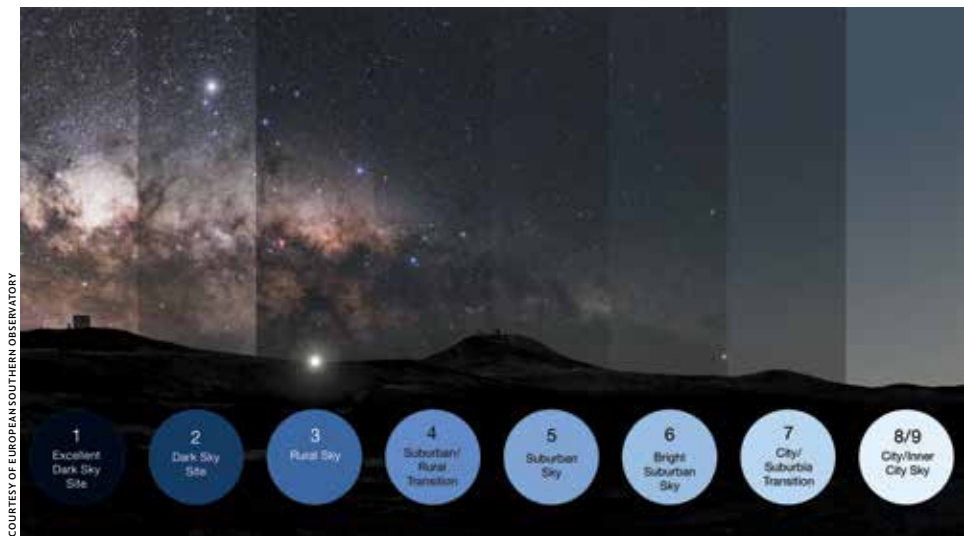 COURTESY OF EUROPEAN SOUTHERN OBSERVATORY
1
Excellent
Dark Sky
Site
2
Dark Sky
Site
3
Rural Sky
4
Suburban/
Rural
Transition
5
Suburban
Sky
6
Bright
Suburban
Sky
7
City/
Suburbia
Transition
8/9
City/Inner
City Sky